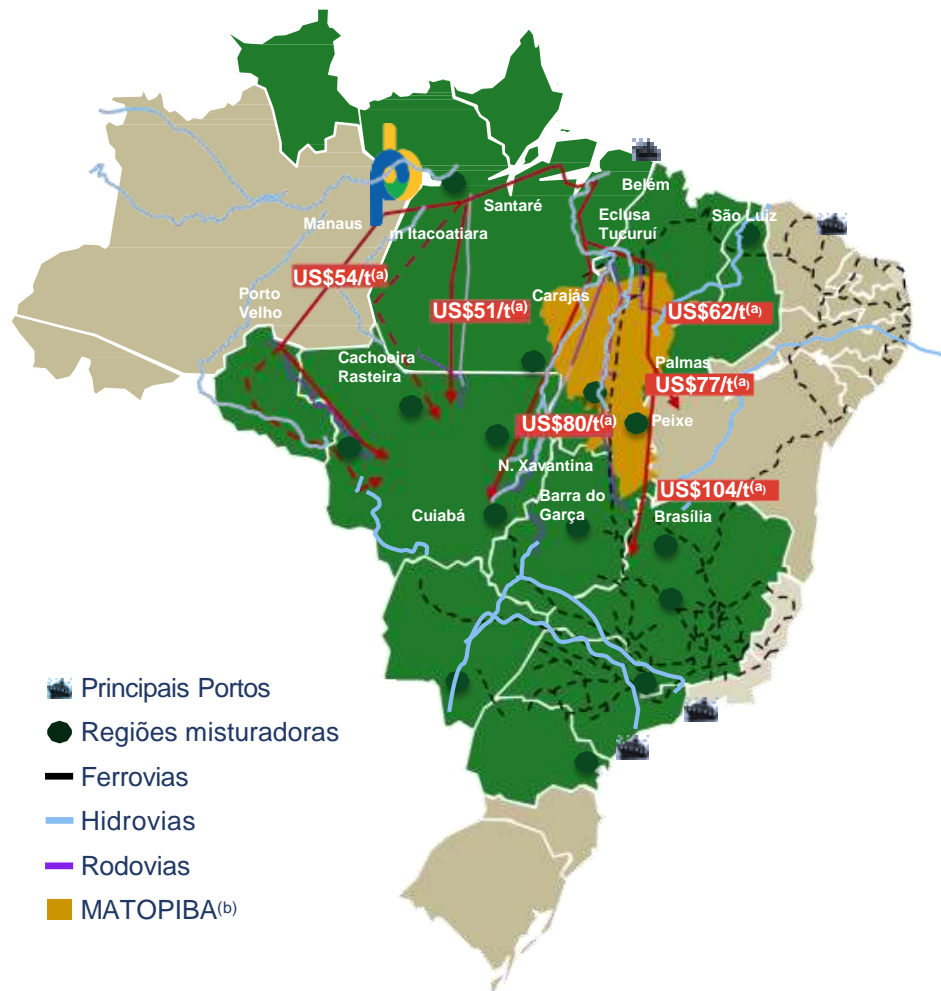 Belém
Santaré
Manaus
m Itacoatiara
Eclusa
Tucuruí
São Luiz
US$54/t(a)
Porto
Velho
Carajás
US$51/t(a)
US$62/t(a)
Cachoeira
Rasteira
Palmas
US$77/t(a)
US$80/t(a)
Peixe
N. Xavantina
US$104/t(a)
Barra do
Garça
Cuiabá
Brasília
Principais Portos
Regiões misturadoras
Ferrovias
Hidrovias
Rodovias
MATOPIBA(b)